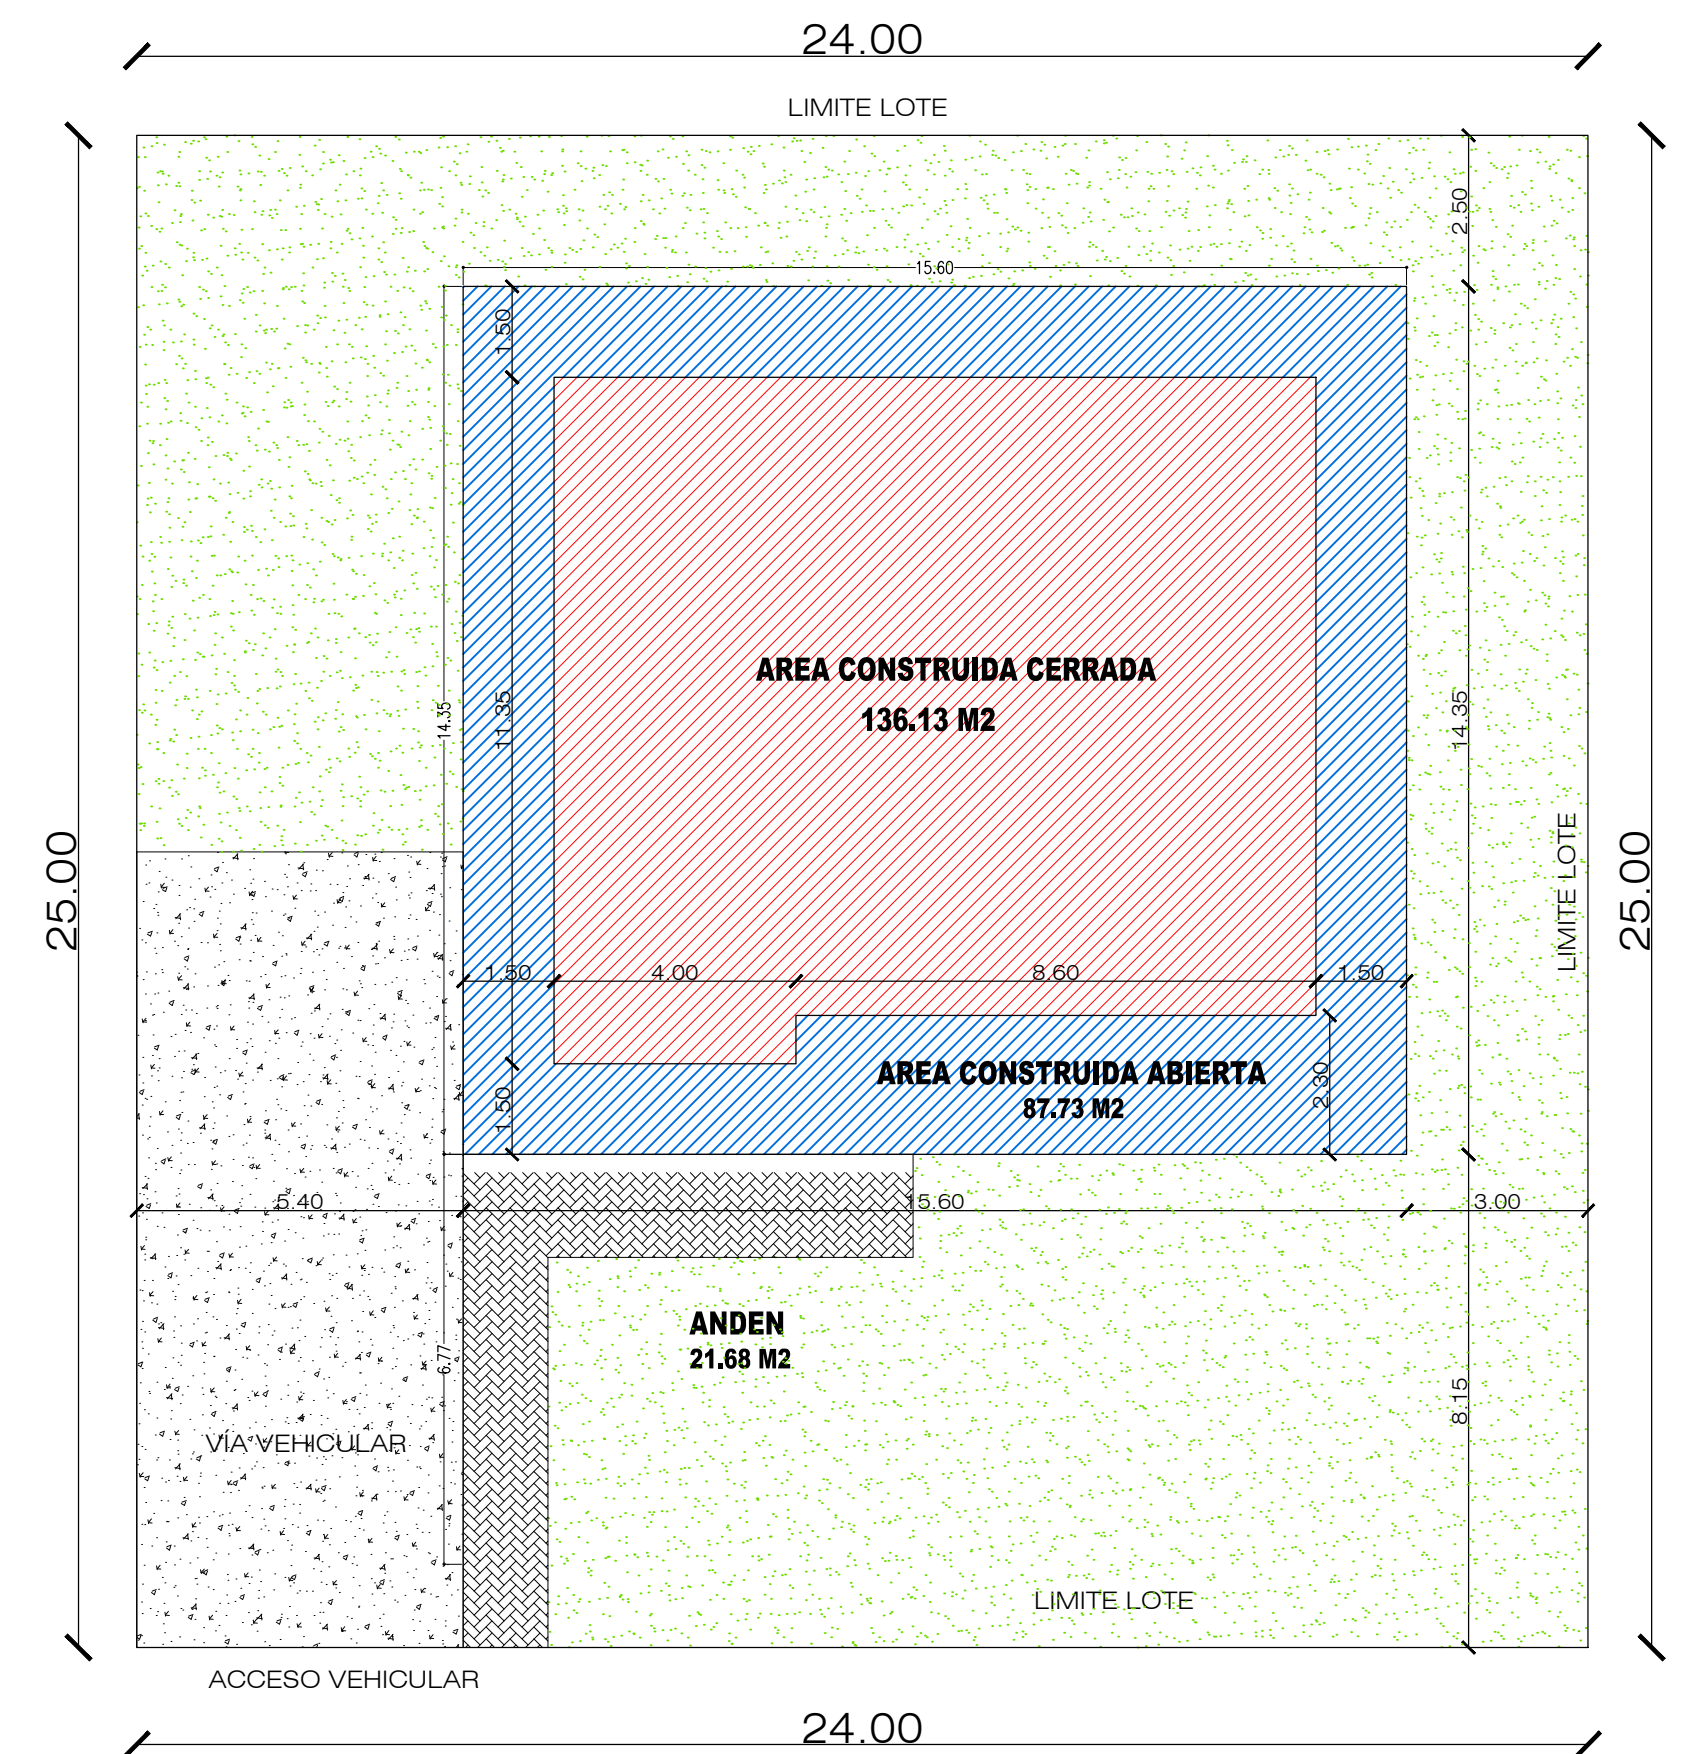 24.00
LIMITE LOTE
2.50
15.60
1.50
AREA CONSTRUIDA CERRADA
136.13 M2
14.35
11.35
14.35
25.00
LIMITE LOTE
25.00
1.50
4.00
8.60
1.50
AREA CONSTRUIDA ABIERTA
87.73 M2
2.30
1.50
5.40
15.60
3.00
ANDEN
21.68 M2
6.77
8.15
VÍA VEHICULAR
LIMITE LOTE
ACCESO VEHICULAR
24.00